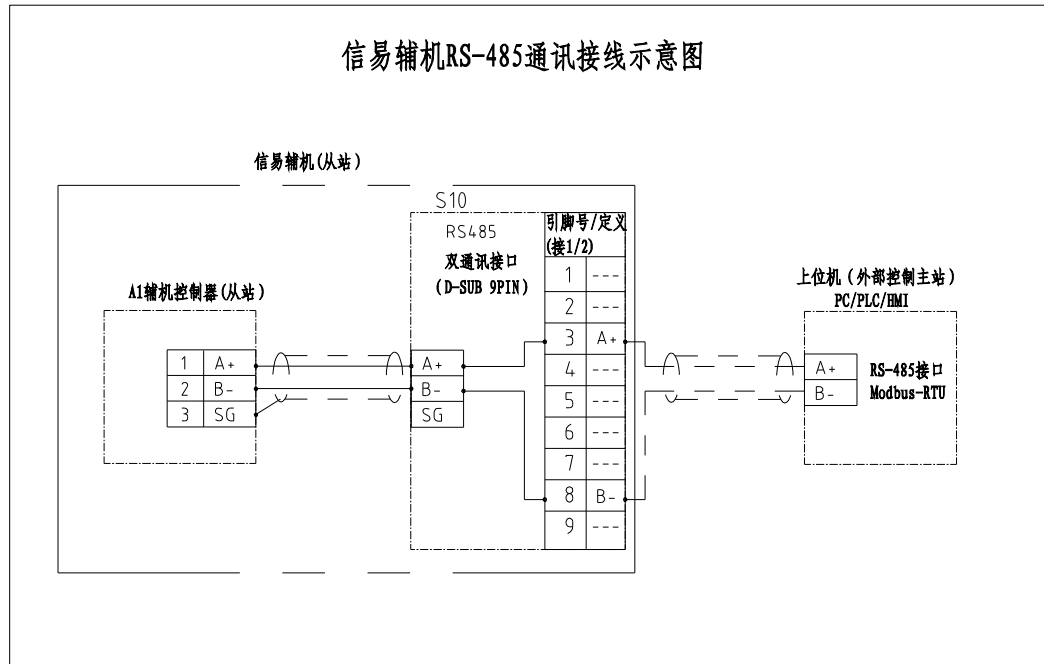 信易辅机RS-485通讯接线示意图
信易辅机(从站)
S10
RS485
双通讯接口
(D-SUB 9PIN)
引脚号/定义
(接1/2)
1 ---
2 ---
3 A+
4 ---
5 ---
6 ---
7 ---
8 B-
9 ---
A1辅机控制器(从站)
1 A+
2 B-
3 SG
A+
B-
SG
上位机(外部控制主站)
PC/PLC/HMI
A+
B-
RS-485接口
Modbus-RTU